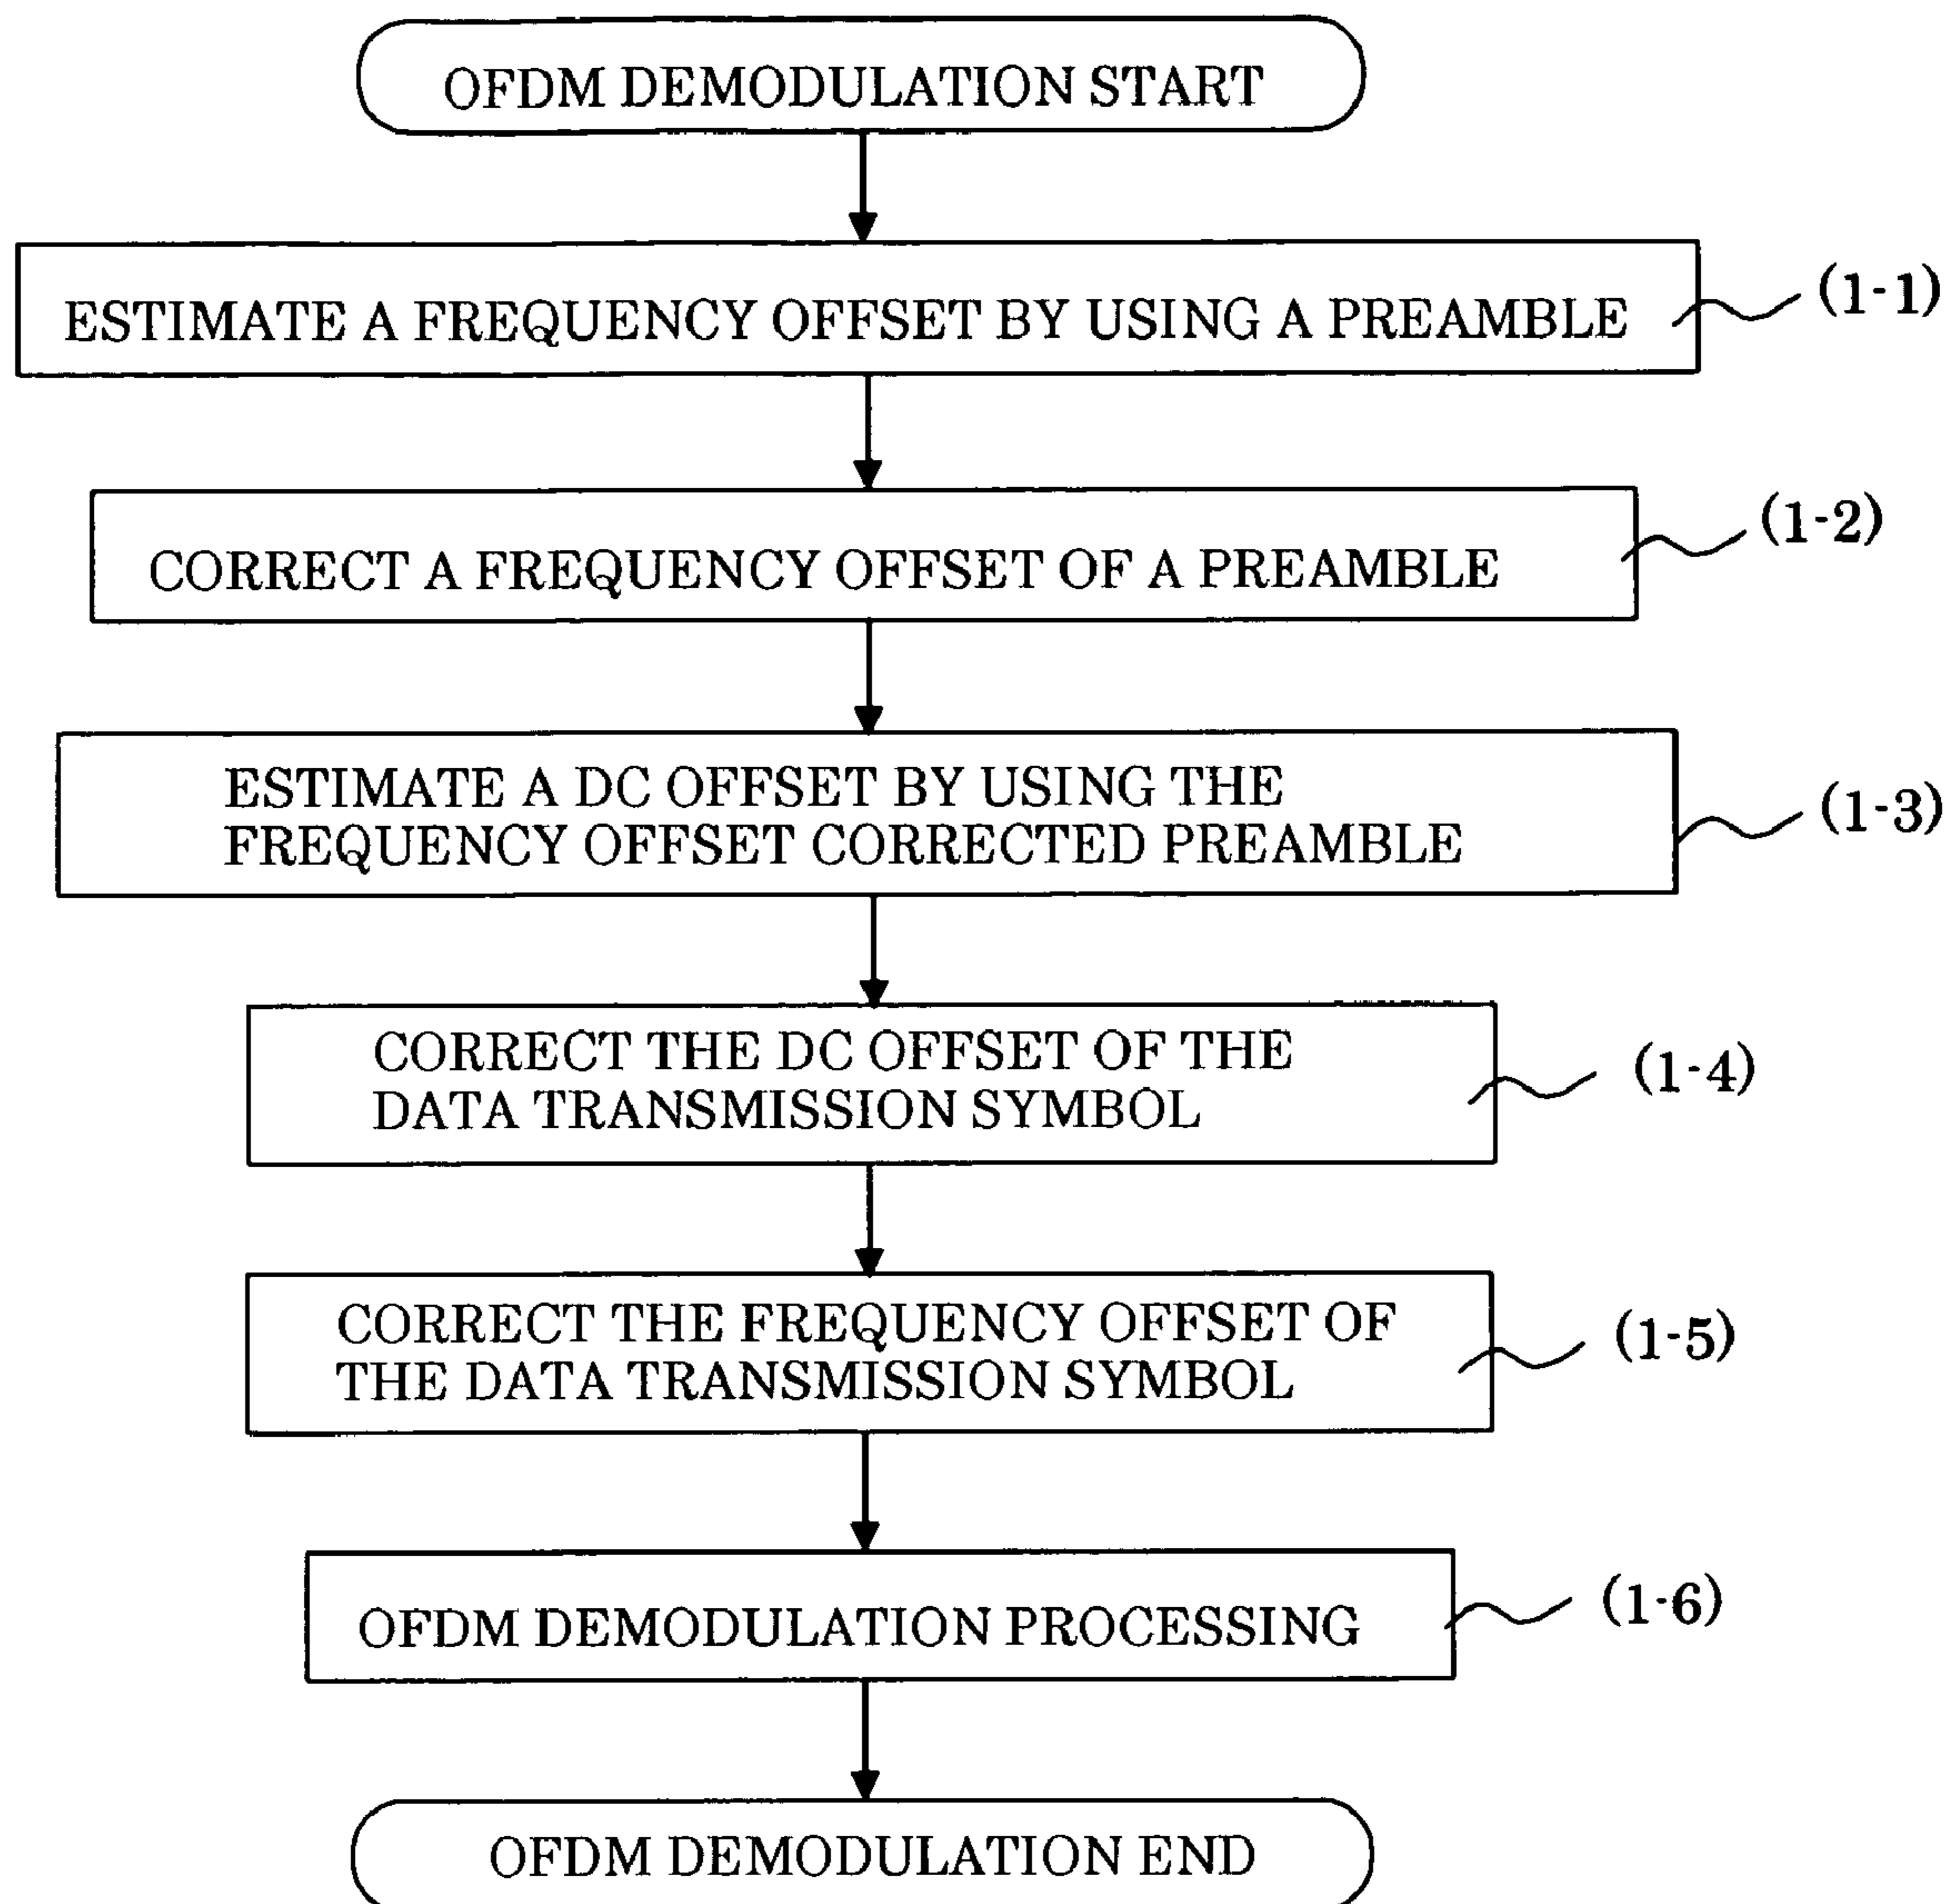 OFDM DEMODULATION START
ESTIMATE A FREQUENCY OFFSET BY USING A PREAMBLE
(1-1)
CORRECT A FREQUENCY OFFSET OF A PREAMBLE
(1-2)
ESTIMATE A DC OFFSET BY USING THE
FREQUENCY OFFSET CORRECTED PREAMBLE
(1-3)
CORRECT THE DC OFFSET OF THE
DATA TRANSMISSION SYMBOL
(1-4)
CORRECT THE FREQUENCY OFFSET OF
THE DATA TRANSMISSION SYMBOL
(1-5)
OFDM DEMODULATION PROCESSING
(1-6)
OFDM DEMODULATION END